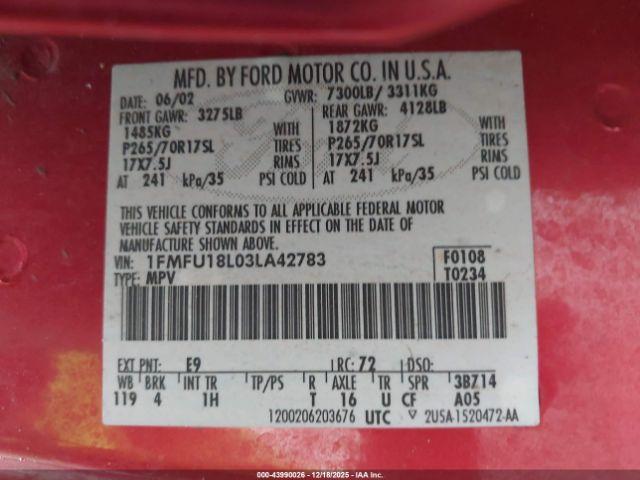 MFD. BY FORD MOTOR CO. IN U.S.A.
DATE: 06/02 GVWR: 7300LB/ 3311KG
FRONT GAWR: 3275LB REAR GAWR: 4128LB
1485KG WITH 1872KG WITH
P265/70R17SL TIRES P265/70R17SL TIRES
17X7.5J RIMS 17X7.5J RIMS
AT 241 kPa/35 PSI COLD AT 241 kPa/35 PSI COLD
THIS VEHICLE CONFORMS TO ALL APPLICABLE FEDERAL MOTOR
VEHICLE SAFETY STANDARDS IN EFFECT ON THE DATE OF
MANUFACTURE SHOWN ABOVE.
VIN: 1FMFU18L03LA42783 F0108
TYPE: MPV T0234
EXT PNT: E9 RC: 72 DSO:
WB BRK INT TR TP/PS R AXLE TR SPR 3B714
119 4 1H T 16 U CF A05
1200206203676 UTC 2USA-1520472-AA
000-43990026 - 12/18/2025 - IAAI.COM